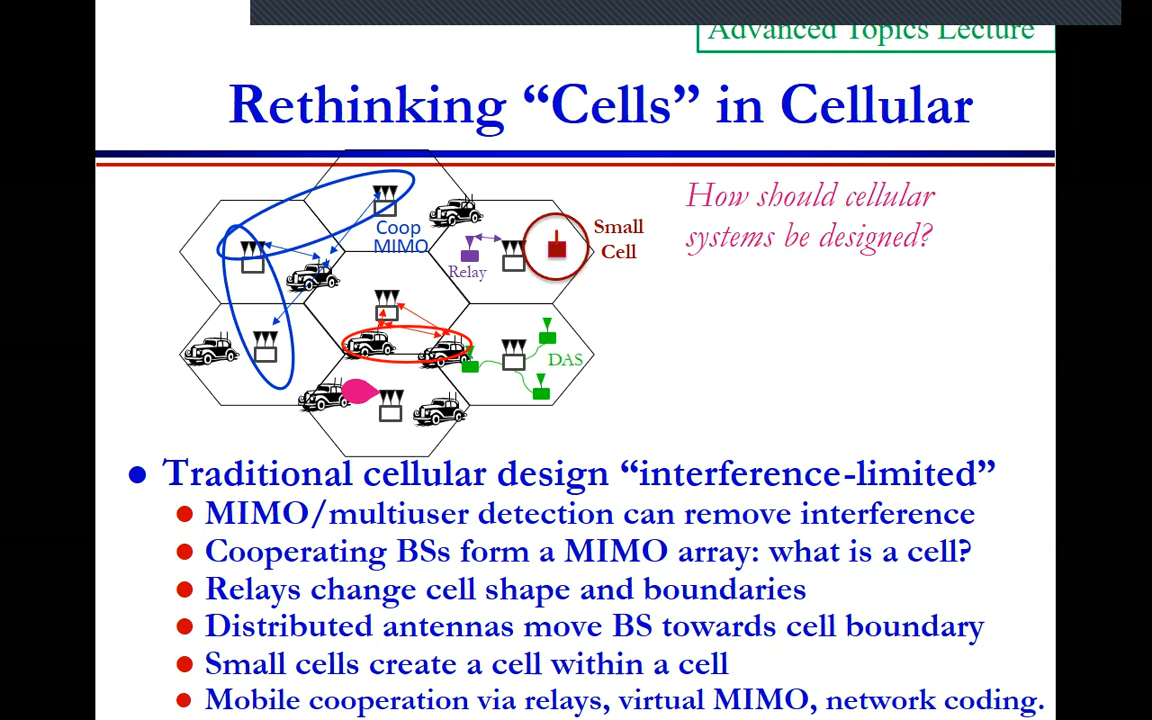 Advanced Topics Lecture
Rethinking “Cells” in Cellular
How should cellular
systems be designed?
Coop
MIMO
Small
Cell
Relay
DAS
• Traditional cellular design “interference-limited”
• MIMO/multiuser detection can remove interference
• Cooperating BSs form a MIMO array: what is a cell?
• Relays change cell shape and boundaries
• Distributed antennas move BS towards cell boundary
• Small cells create a cell within a cell
• Mobile cooperation via relays, virtual MIMO, network coding.